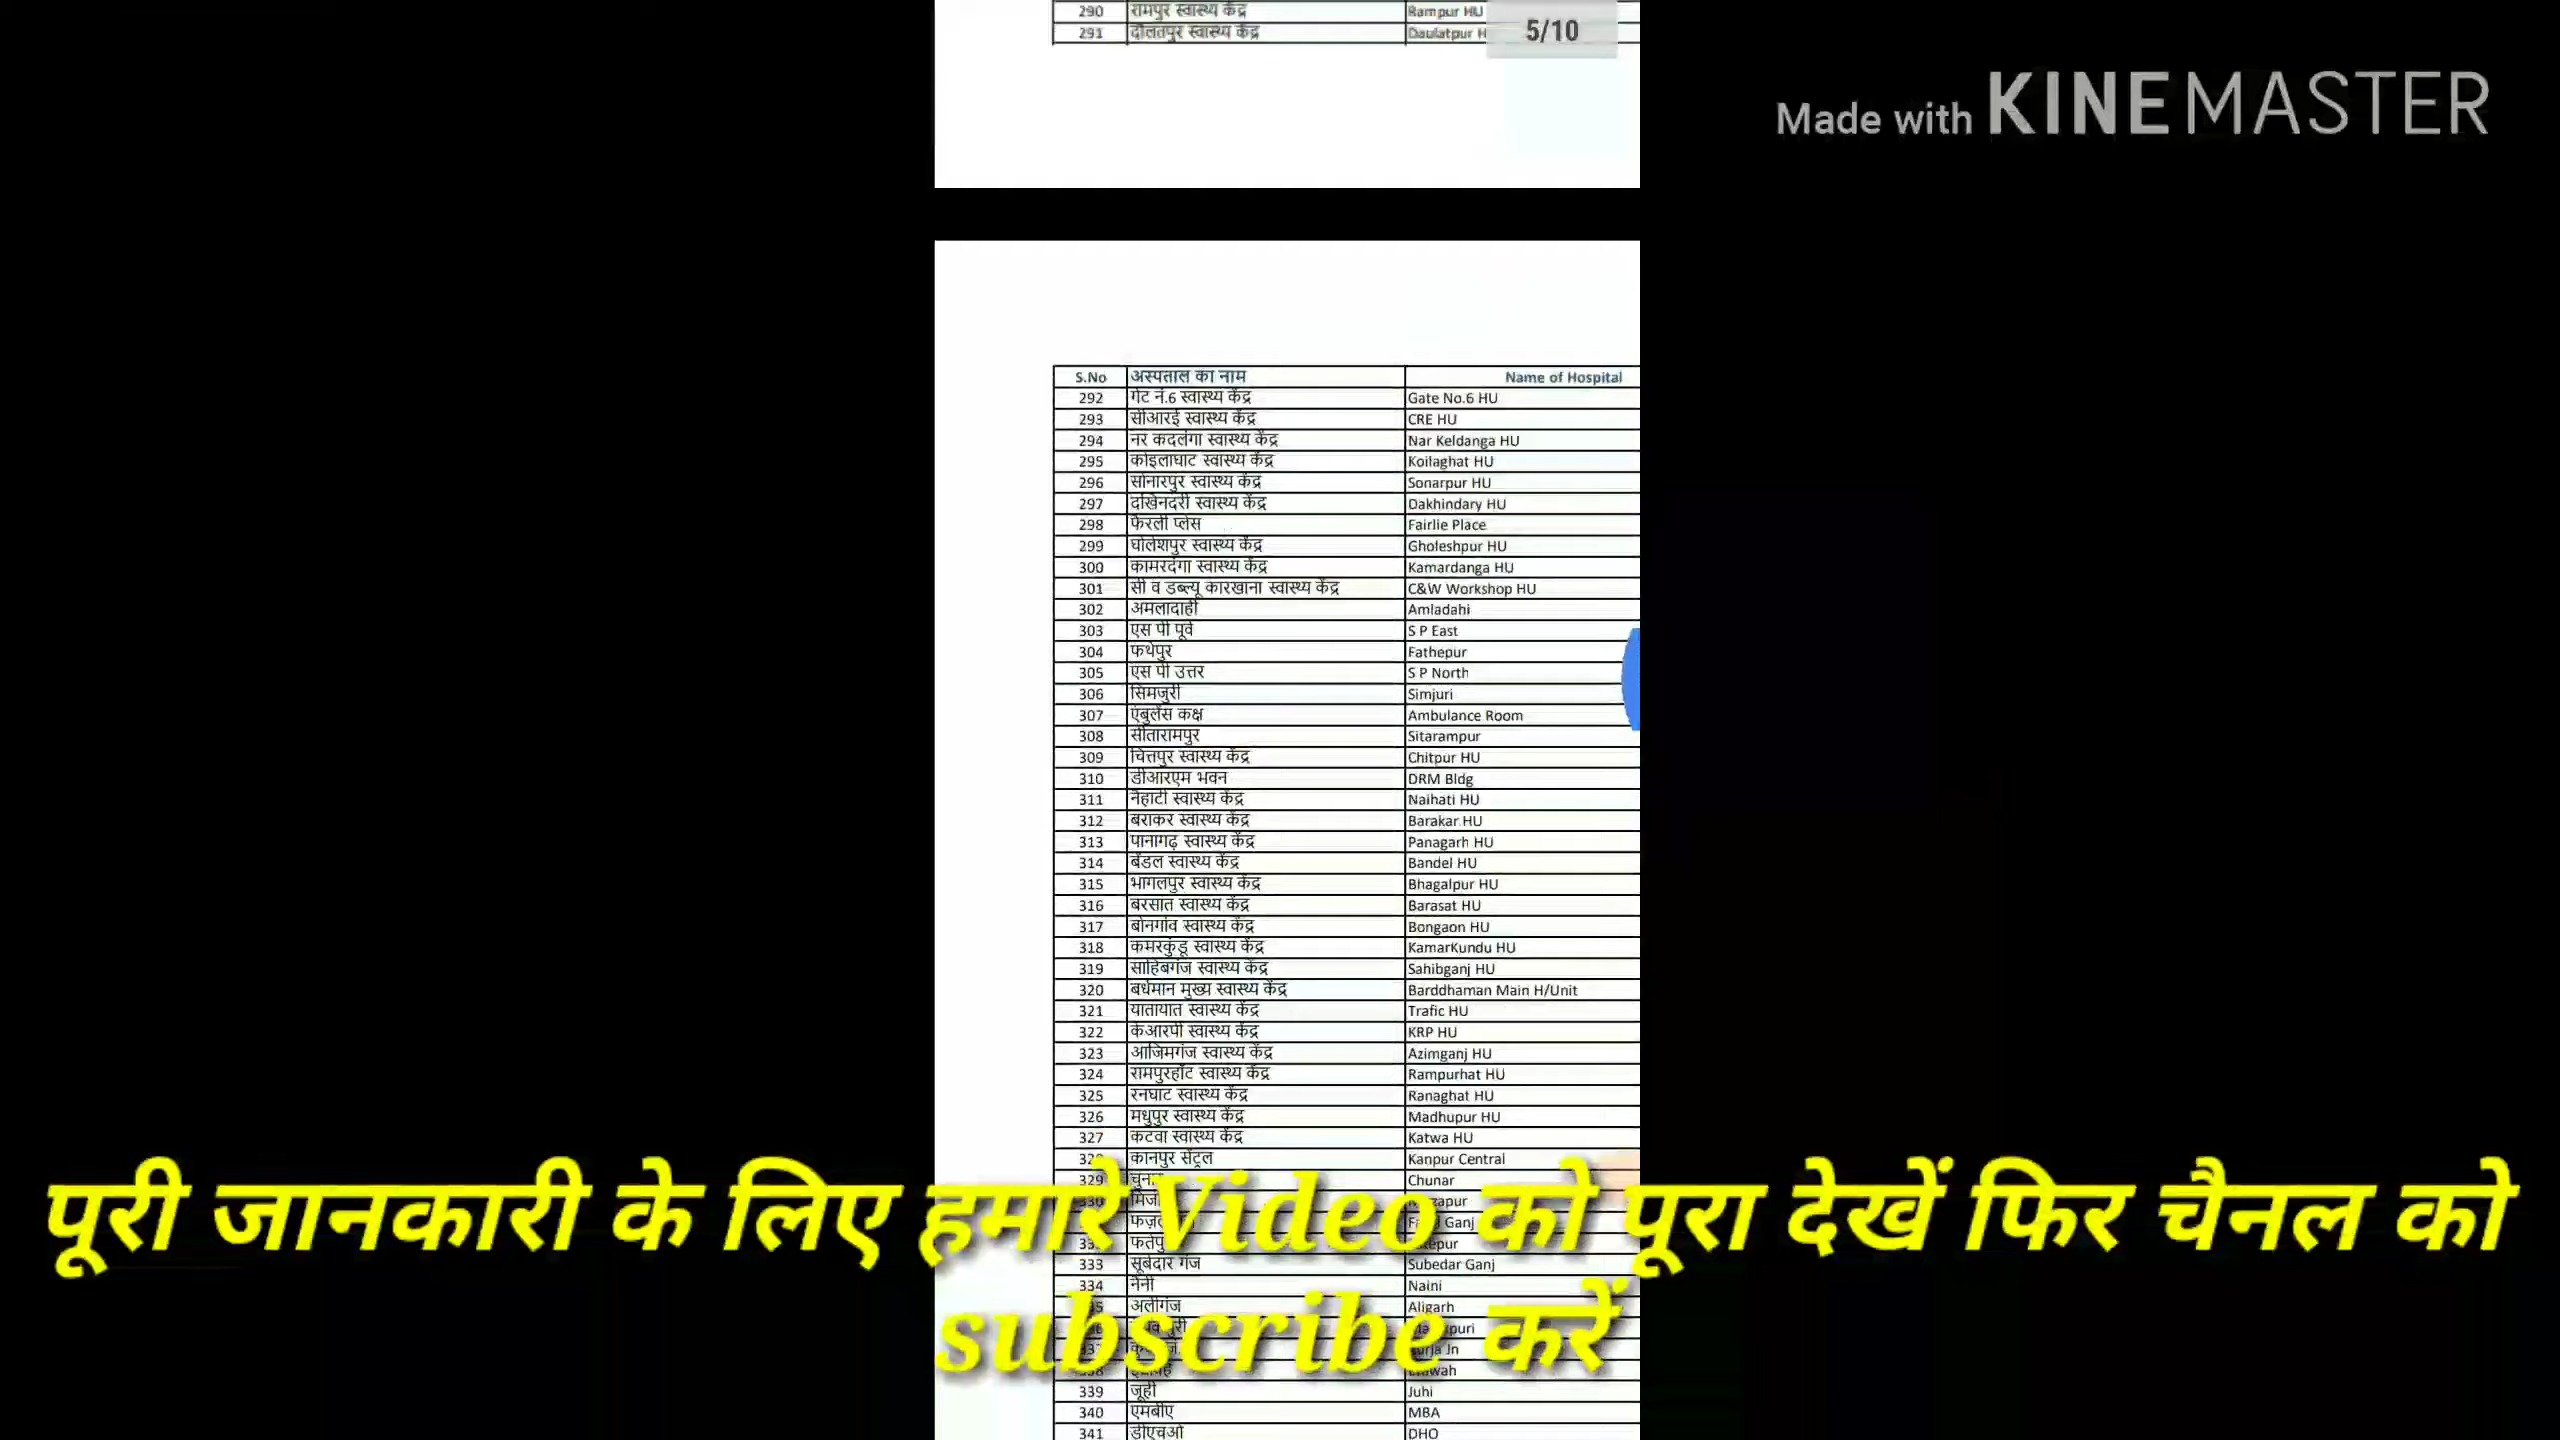 290 रामपुर स्वास्थ्य केंद्र Rampur HU
291 दौलतपुर स्वास्थ्य केंद्र Daulatpur H
5/10
Made with KINEMASTER
S.No अस्पताल का नाम Name of Hospital
292 गेट नं.6 स्वास्थ्य केंद्र Gate No.6 HU
293 सीआरई स्वास्थ्य केंद्र CRE HU
294 नर कदलंगा स्वास्थ्य केंद्र Nar Keldanga HU
295 कोइलाघाट स्वास्थ्य केंद्र Koilaghat HU
296 सोनारपुर स्वास्थ्य केंद्र Sonarpur HU
297 दखिनदरी स्वास्थ्य केंद्र Dakhindary HU
298 फैरली प्लेस Fairlie Place
299 घोलेशपुर स्वास्थ्य केंद्र Gholeshpur HU
300 कामरदंगा स्वास्थ्य केंद्र Kamardanga HU
301 सी व डब्ल्यू कारखाना स्वास्थ्य केंद्र C&W Workshop HU
302 अमलादाही Amladahi
303 एस पी पूर्व S P East
304 फथेपुर Fathepur
305 एस पी उत्तर S P North
306 सिमजुरी Simjuri
307 एंबुलेंस कक्ष Ambulance Room
308 सीतारामपुर Sitarampur
309 चित्तपुर स्वास्थ्य केंद्र Chitpur HU
310 डीआरएम भवन DRM Bldg
311 नैहाटी स्वास्थ्य केंद्र Naihati HU
312 बराकर स्वास्थ्य केंद्र Barakar HU
313 पानागढ़ स्वास्थ्य केंद्र Panagarh HU
314 बैंडल स्वास्थ्य केंद्र Bandel HU
315 भागलपुर स्वास्थ्य केंद्र Bhagalpur HU
316 बरसात स्वास्थ्य केंद्र Barasat HU
317 बोनगांव स्वास्थ्य केंद्र Bongaon HU
318 कमरकुंडू स्वास्थ्य केंद्र KamarKundu HU
319 साहिबगंज स्वास्थ्य केंद्र Sahibganj HU
320 बर्धमान मुख्य स्वास्थ्य केंद्र Barddhaman Main H/Unit
321 यातायात स्वास्थ्य केंद्र Trafic HU
322 केआरपी स्वास्थ्य केंद्र KRP HU
323 आजिमगंज स्वास्थ्य केंद्र Azimganj HU
324 रामपुरहाट स्वास्थ्य केंद्र Rampurhat HU
325 रनघाट स्वास्थ्य केंद्र Ranaghat HU
326 मधुपुर स्वास्थ्य केंद्र Madhupur HU
327 कटवा स्वास्थ्य केंद्र Katwa HU
कानपुर सेंट्रल Kanpur Central
329 Chunar
पूरी जानकारी के लिए हमारे Video को पूरा देखें फिर चैनल को
333 सूबेदार गंज Subedar Ganj
334 नैनी Naini
अलीगंज Aligarh
subscribe करें
339 जूही Juhi
340 एमबीए MBA
341 डीएचओ DHO